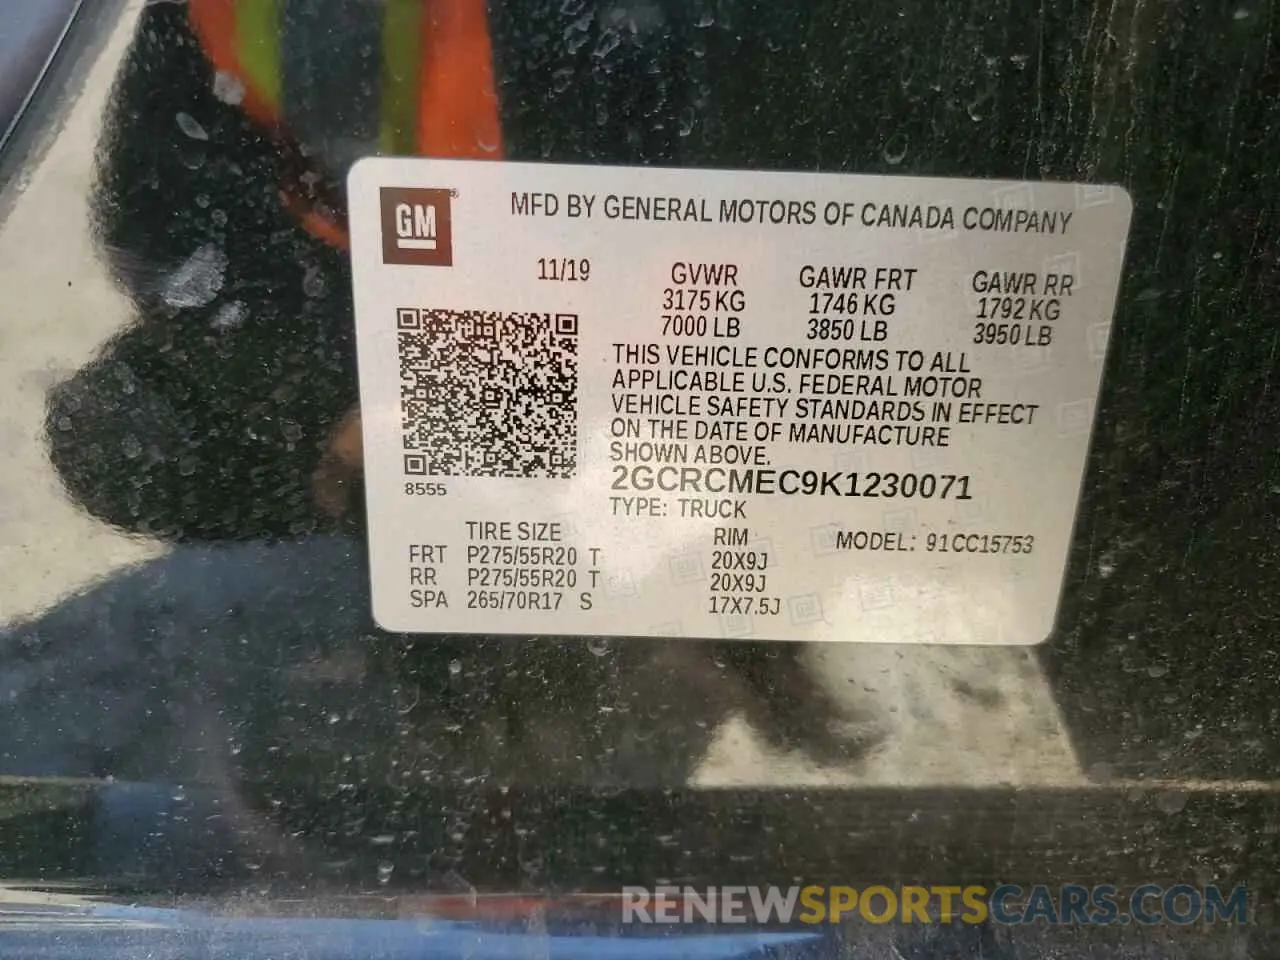 GM®
MFD BY GENERAL MOTORS OF CANADA COMPANY
11/19
GVWR GAWR FRT GAWR RR
3175 KG 1746 KG 1792 KG
7000 LB 3850 LB 3950 LB
THIS VEHICLE CONFORMS TO ALL
APPLICABLE U.S. FEDERAL MOTOR
VEHICLE SAFETY STANDARDS IN EFFECT
ON THE DATE OF MANUFACTURE
SHOWN ABOVE.
8555
2GCRCMEC9K1230071
TYPE: TRUCK
TIRE SIZE RIM MODEL: 91CC15753
FRT P275/55R20 T 20X9J
RR P275/55R20 T 20X9J
SPA 265/70R17 S 17X7.5J
RENEWSPORTSCARS.COM